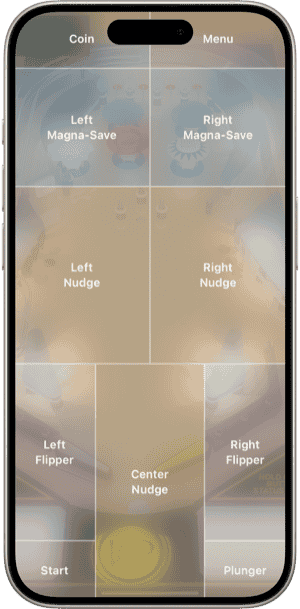 Coin
Menu
Left
Magna-Save
Right
Magna-Save
Left
Nudge
Right
Nudge
Left
Flipper
Right
Flipper
Center
Nudge
Start
Plunger